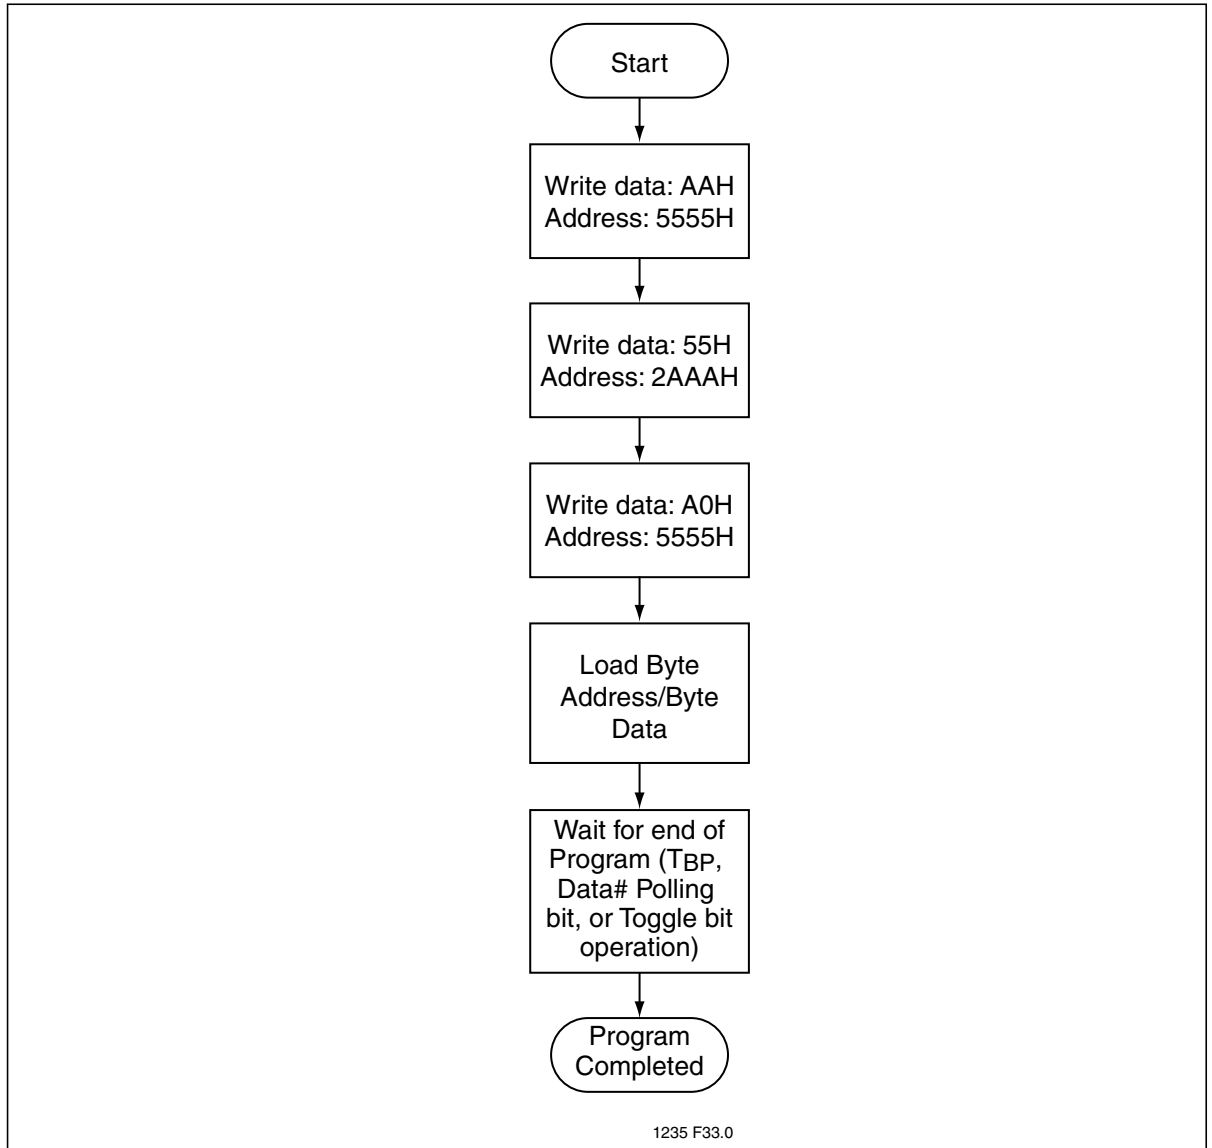 Start
Write data: AAH
Address: 5555H
Write data: 55H
Address: 2AAAH
Write data: A0H
Address: 5555H
Load Byte
Address/Byte
Data
Wait for end of
Program (TBP,
Data# Polling
bit, or Toggle bit
operation)
Program
Completed
1235 F33.0